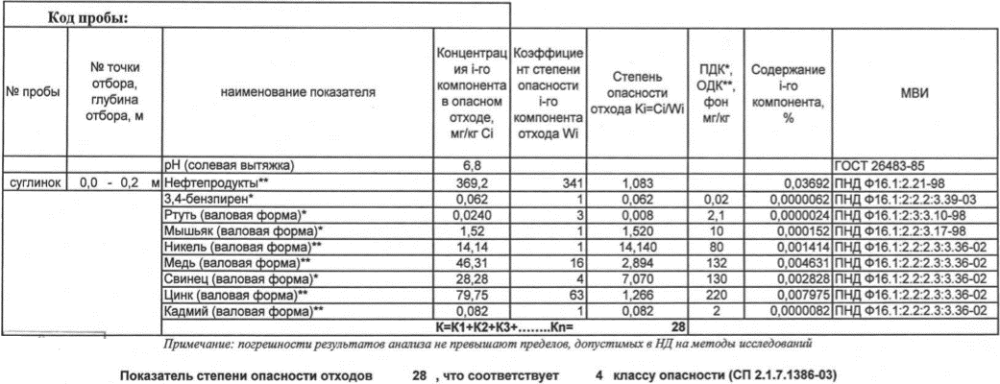 Код пробы:
№ пробы
№ точки отбора, глубина отбора, м
наименование показателя
Концентрация i-го компонента в опасном отходе, мг/кг Ci
Коэффициент степени опасности i-го компонента отхода Wi
Степень опасности отхода Ki=Ci/Wi
ПДК*, ОДК**, фон мг/кг
Содержание i-го компонента, %
МВИ
рН (солевая вытяжка) 6,8 ГОСТ 26483-85
суглинок 0,0 - 0,2 м Нефтепродукты** 369,2 341 1,083 0,03692 ПНД Ф16.1:2.21-98
3,4-бензпирен* 0,062 1 0,062 0,02 0,0000062 ПНД Ф16.1:2:2.2:3.39-03
Ртуть (валовая форма)* 0,0240 3 0,008 2,1 0,0000024 ПНД Ф16.1:2:3:3.10-98
Мышьяк (валовая форма)* 1,52 1 1,520 10 0,000152 ПНД Ф16.1:2.2:3.17-98
Никель (валовая форма)** 14,14 1 14,140 80 0,001414 ПНД Ф16.1:2.2:2.3:3.36-02
Медь (валовая форма)** 46,31 16 2,894 132 0,004631 ПНД Ф16.1:2.2:2.3:3.36-02
Свинец (валовая форма)* 28,28 4 7,070 130 0,002828 ПНД Ф16.1:2.2:2.3:3.36-02
Цинк (валовая форма)** 79,75 63 1,266 220 0,007975 ПНД Ф16.1:2.2:2.3:3.36-02
Кадмий (валовая форма)** 0,082 1 0,082 2 0,0000082 ПНД Ф16.1:2.2:2.3:3.36-02
К=К1+К2+К3+........Кn= 28
Примечание: погрешности результатов анализа не превышают пределов, допустимых в НД на методы исследований
Показатель степени опасности отходов 28 , что соответствует 4 классу опасности (СП 2.1.7.1386-03)